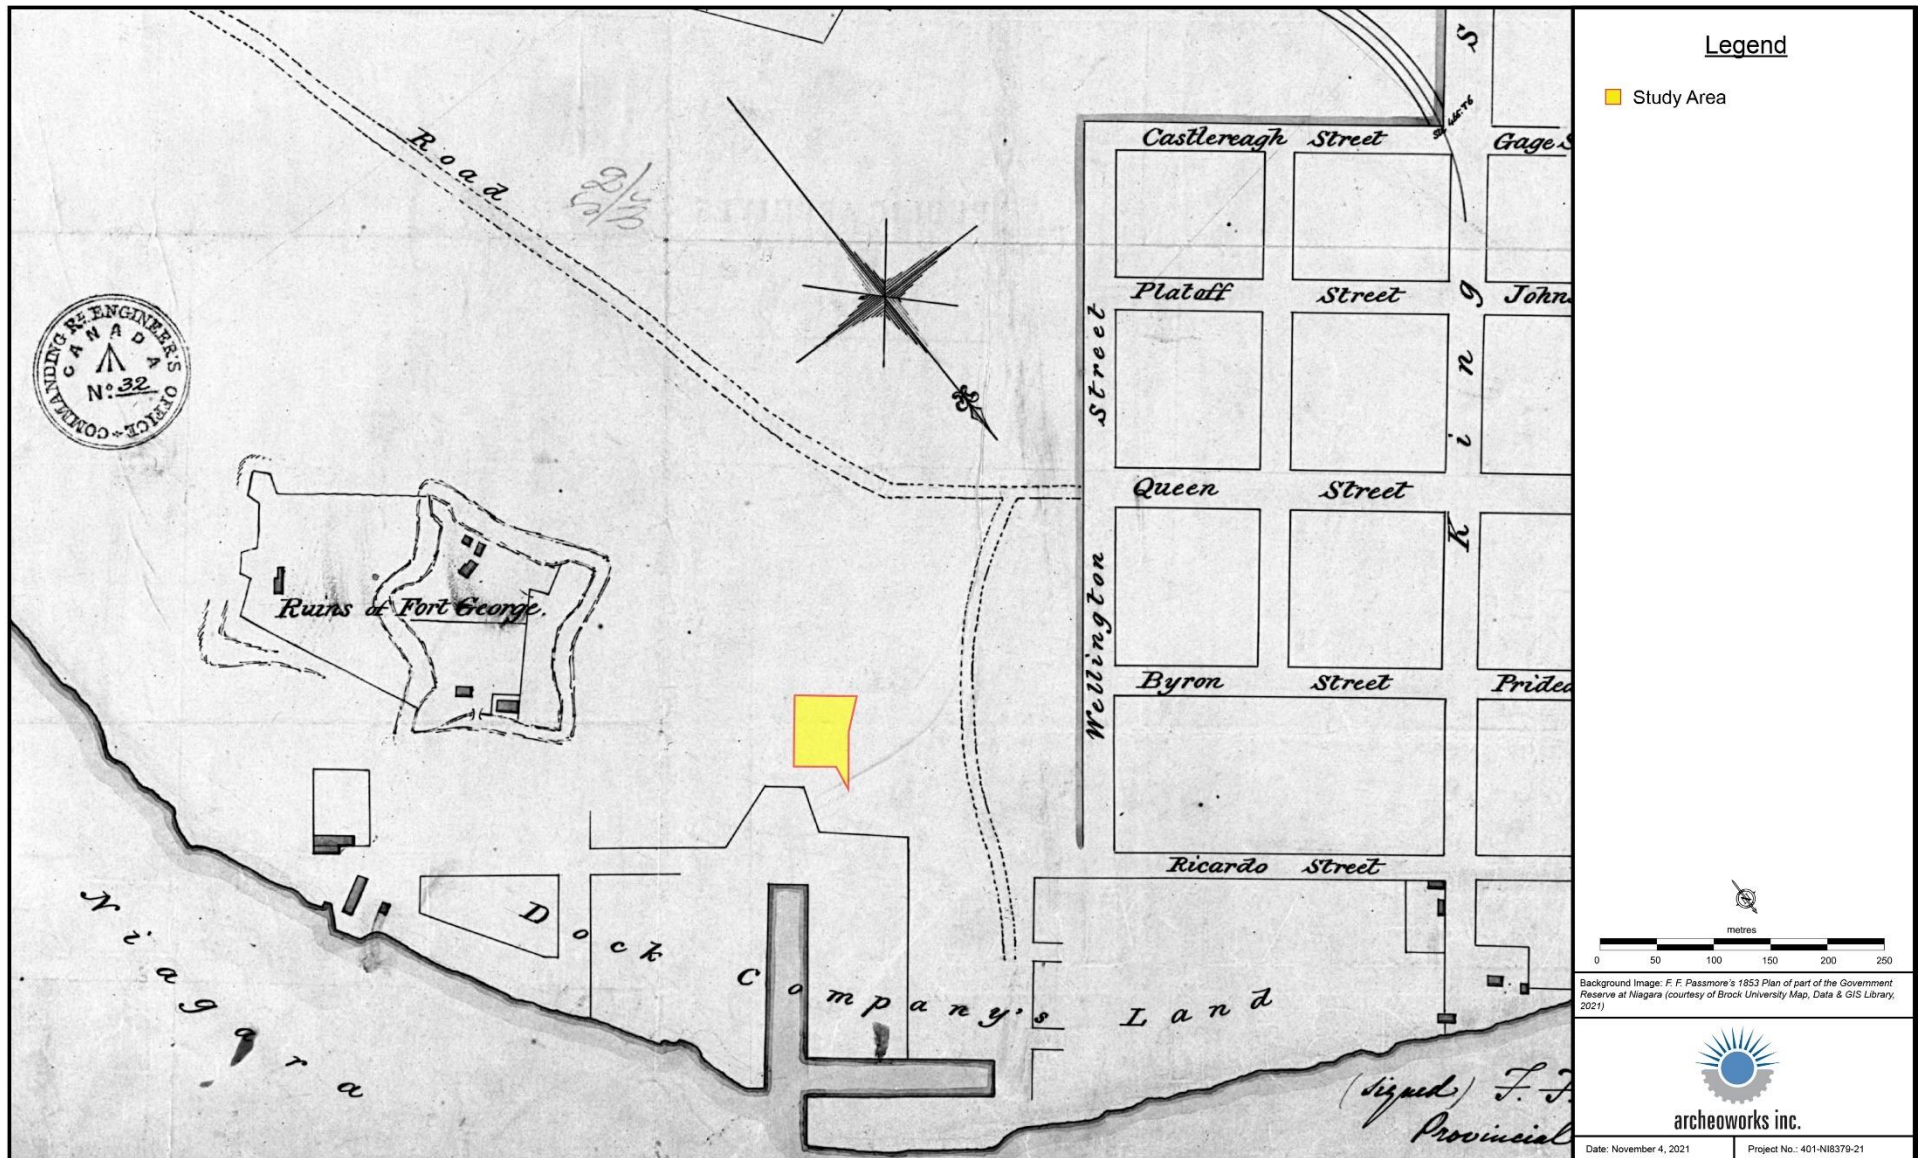 Road
COMMANDING Rl. ENGINEER'S OFFICE
CANADA
No: 32
Castlereagh Street
Gage S
Platoff Street
John
Queen Street
Byron Street
Prideo
Ricardo Street
Wellington Street
King S
Ruins of Fort George.
Dock Company's Land
Niagara
(signed) F. F.
Provincial
Legend
Study Area
N
metres
0 50 100 150 200 250
Background Image: F. F. Passmore's 1853 Plan of part of the Government
Reserve at Niagara (courtesy of Brock University Map, Data & GIS Library,
2021)
archeoworks inc.
Date: November 4, 2021
Project No.: 401-NI8379-21